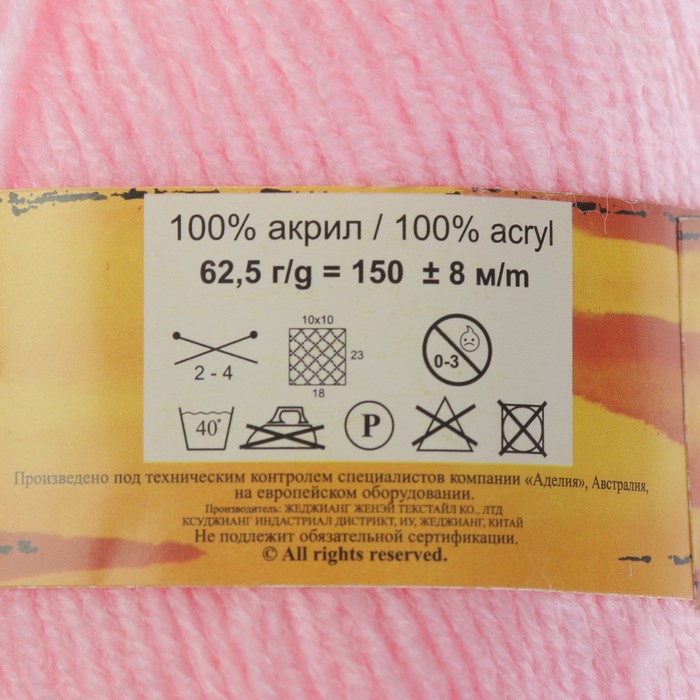 100% акрил / 100% acryl
62,5 г/g = 150 ± 8 м/m
10x10
23
0-3
2 - 4
18
40° P
Произведено под техническим контролем специалистов компании «Аделия», Австралия,
на европейском оборудовании.
Производитель: ЖЕДЖИАНГ ЖЕНЭЙ ТЕКСТАЙЛ КО., ЛТД
КСУДЖИАНГ ИНДАСТРИАЛ ДИСТРИКТ, ИУ, ЖЕДЖИАНГ, КИТАЙ
Не подлежит обязательной сертификации.
© All rights reserved.